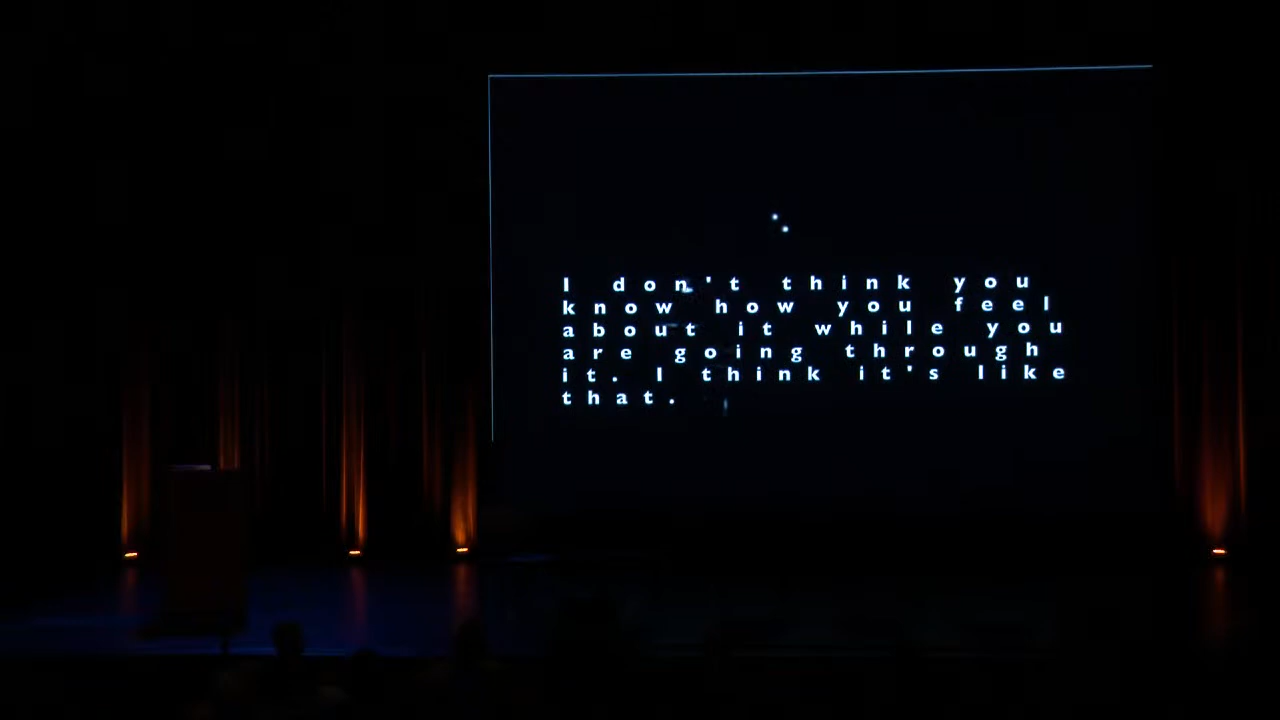 I don't think you
know how you feel
about it while you
are going through
it. I think it's like
that.